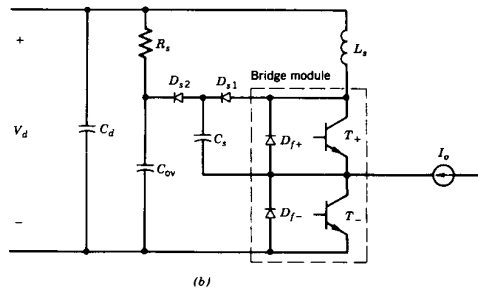 +
R_s
L_s
D_s2
D_s1
Bridge module
V_d
C_d
C_s
D_f+
T_+
C_ov
I_o
D_f−
T_−
−
(b)